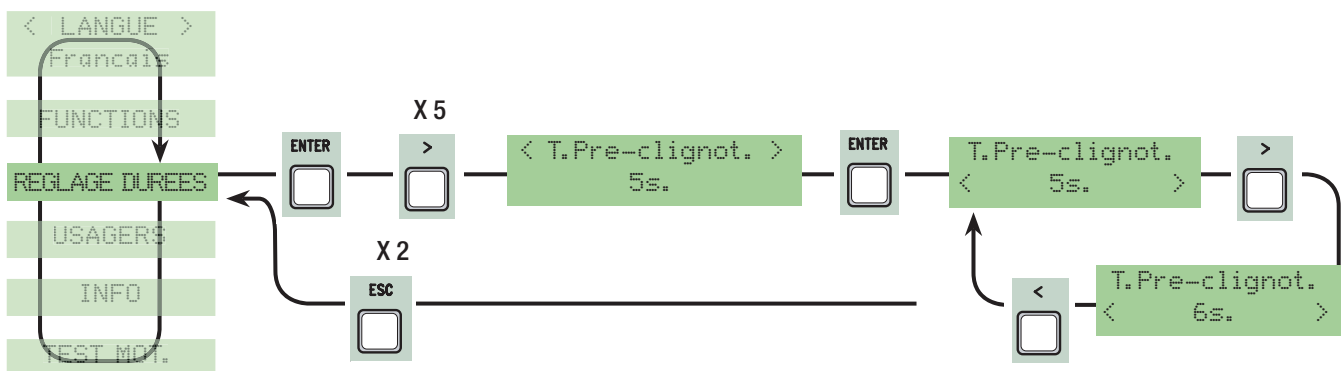 < LANGUE >
Francais
FUNCTIONS
REGLAGE DUREES
USAGERS
INFO
TEST MOT.
ENTER
X 5
>
< T.Pre-clignot. >
5s.
ENTER
T.Pre-clignot.
< 5s. >
>
X 2
ESC
<
T.Pre-clignot.
< 6s. >